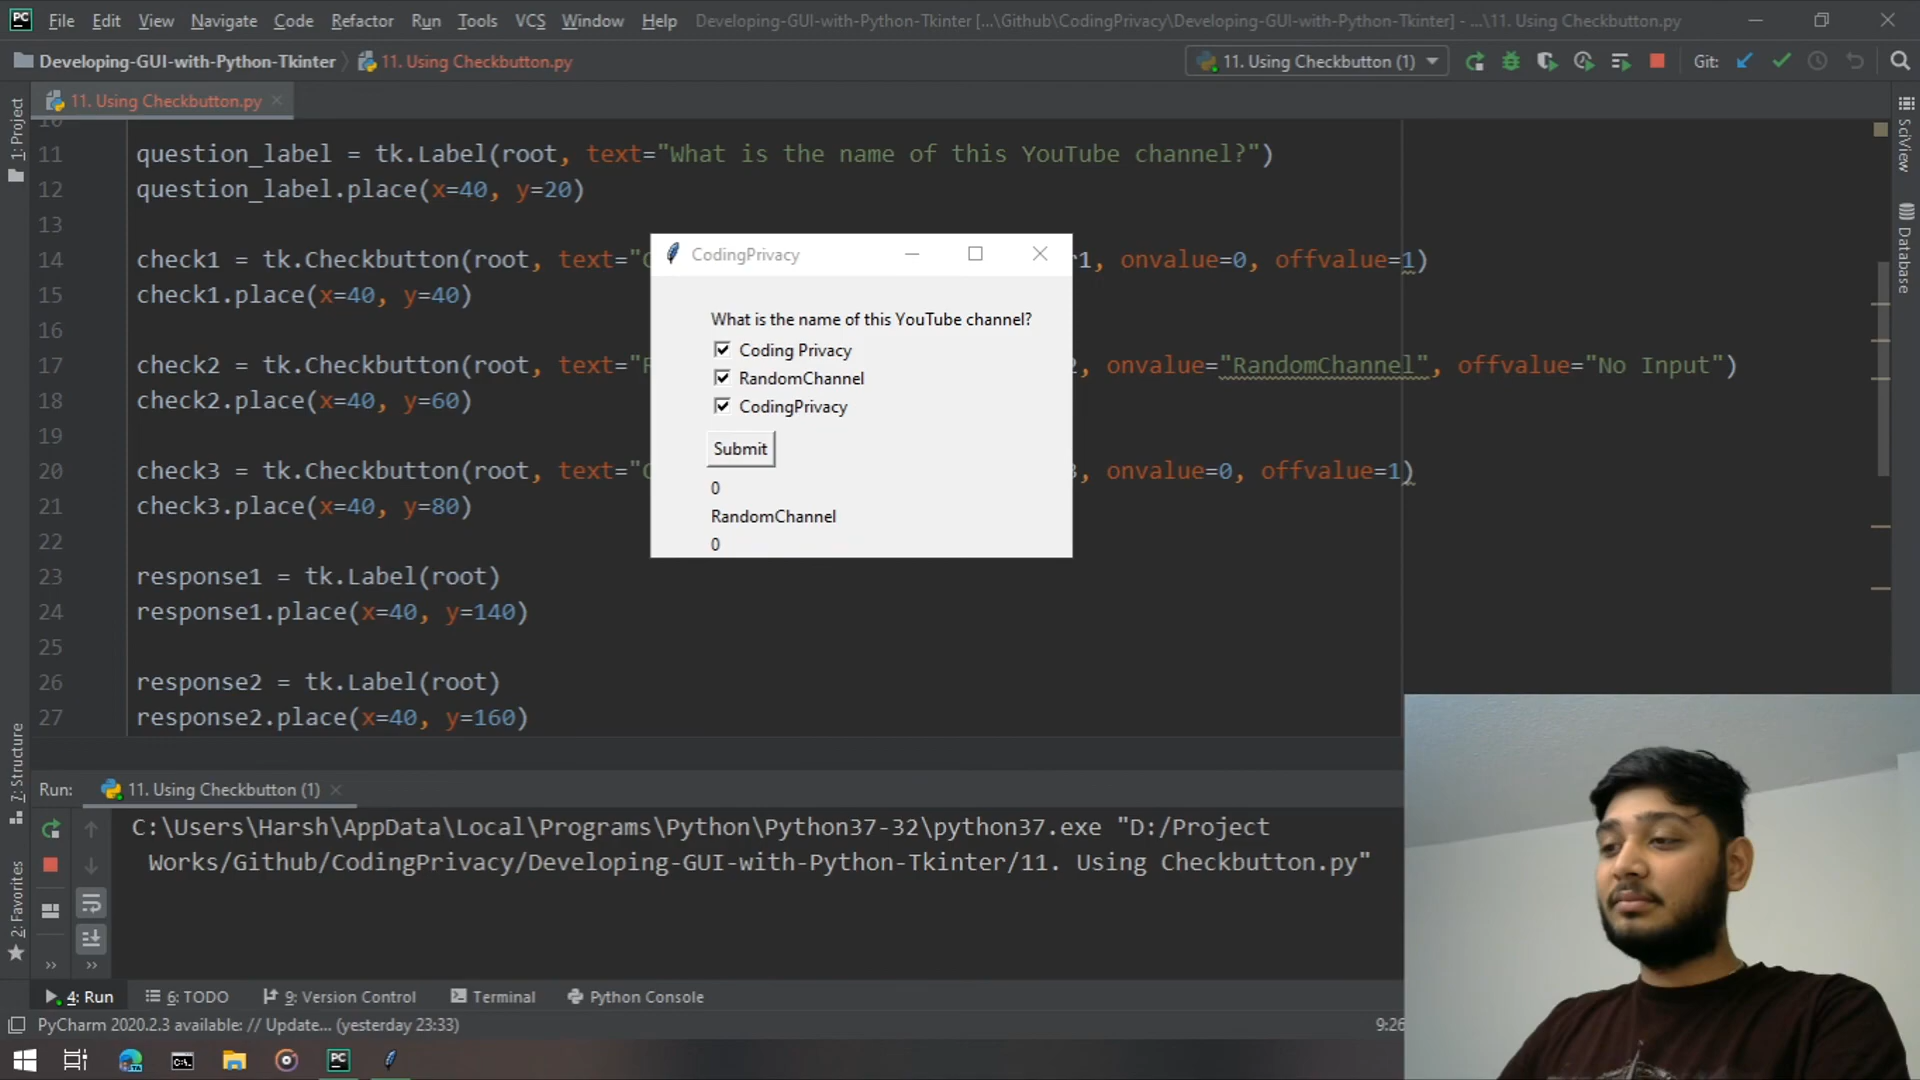 File Edit View Navigate Code Refactor Run Tools VCS Window Help Developing-GUI-with-Python-Tkinter [...\Github\CodingPrivacy\Developing-GUI-with-Python-Tkinter] - ...\11. Using Checkbutton.py
Developing-GUI-with-Python-Tkinter 11. Using Checkbutton.py 11. Using Checkbutton (1) Git:
11. Using Checkbutton.py
1: Project
SciView
Database
10
11 question_label = tk.Label(root, text="What is the name of this YouTube channel?")
12 question_label.place(x=40, y=20)
13
14 check1 = tk.Checkbutton(root, text="C r1, onvalue=0, offvalue=1)
15 check1.place(x=40, y=40)
16
17 check2 = tk.Checkbutton(root, text="R 2, onvalue="RandomChannel", offvalue="No Input")
18 check2.place(x=40, y=60)
19
20 check3 = tk.Checkbutton(root, text="C 3, onvalue=0, offvalue=1)
21 check3.place(x=40, y=80)
22
23 response1 = tk.Label(root)
24 response1.place(x=40, y=140)
25
26 response2 = tk.Label(root)
27 response2.place(x=40, y=160)
CodingPrivacy
What is the name of this YouTube channel?
Coding Privacy
RandomChannel
CodingPrivacy
Submit
0
RandomChannel
0
7: Structure
2: Favorites
Run: 11. Using Checkbutton (1)
C:\Users\Harsh\AppData\Local\Programs\Python\Python37-32\python37.exe "D:/Project
Works/Github/CodingPrivacy/Developing-GUI-with-Python-Tkinter/11. Using Checkbutton.py"
4: Run 6: TODO 9: Version Control Terminal Python Console
PyCharm 2020.2.3 available: // Update... (yesterday 23:33) 9:26